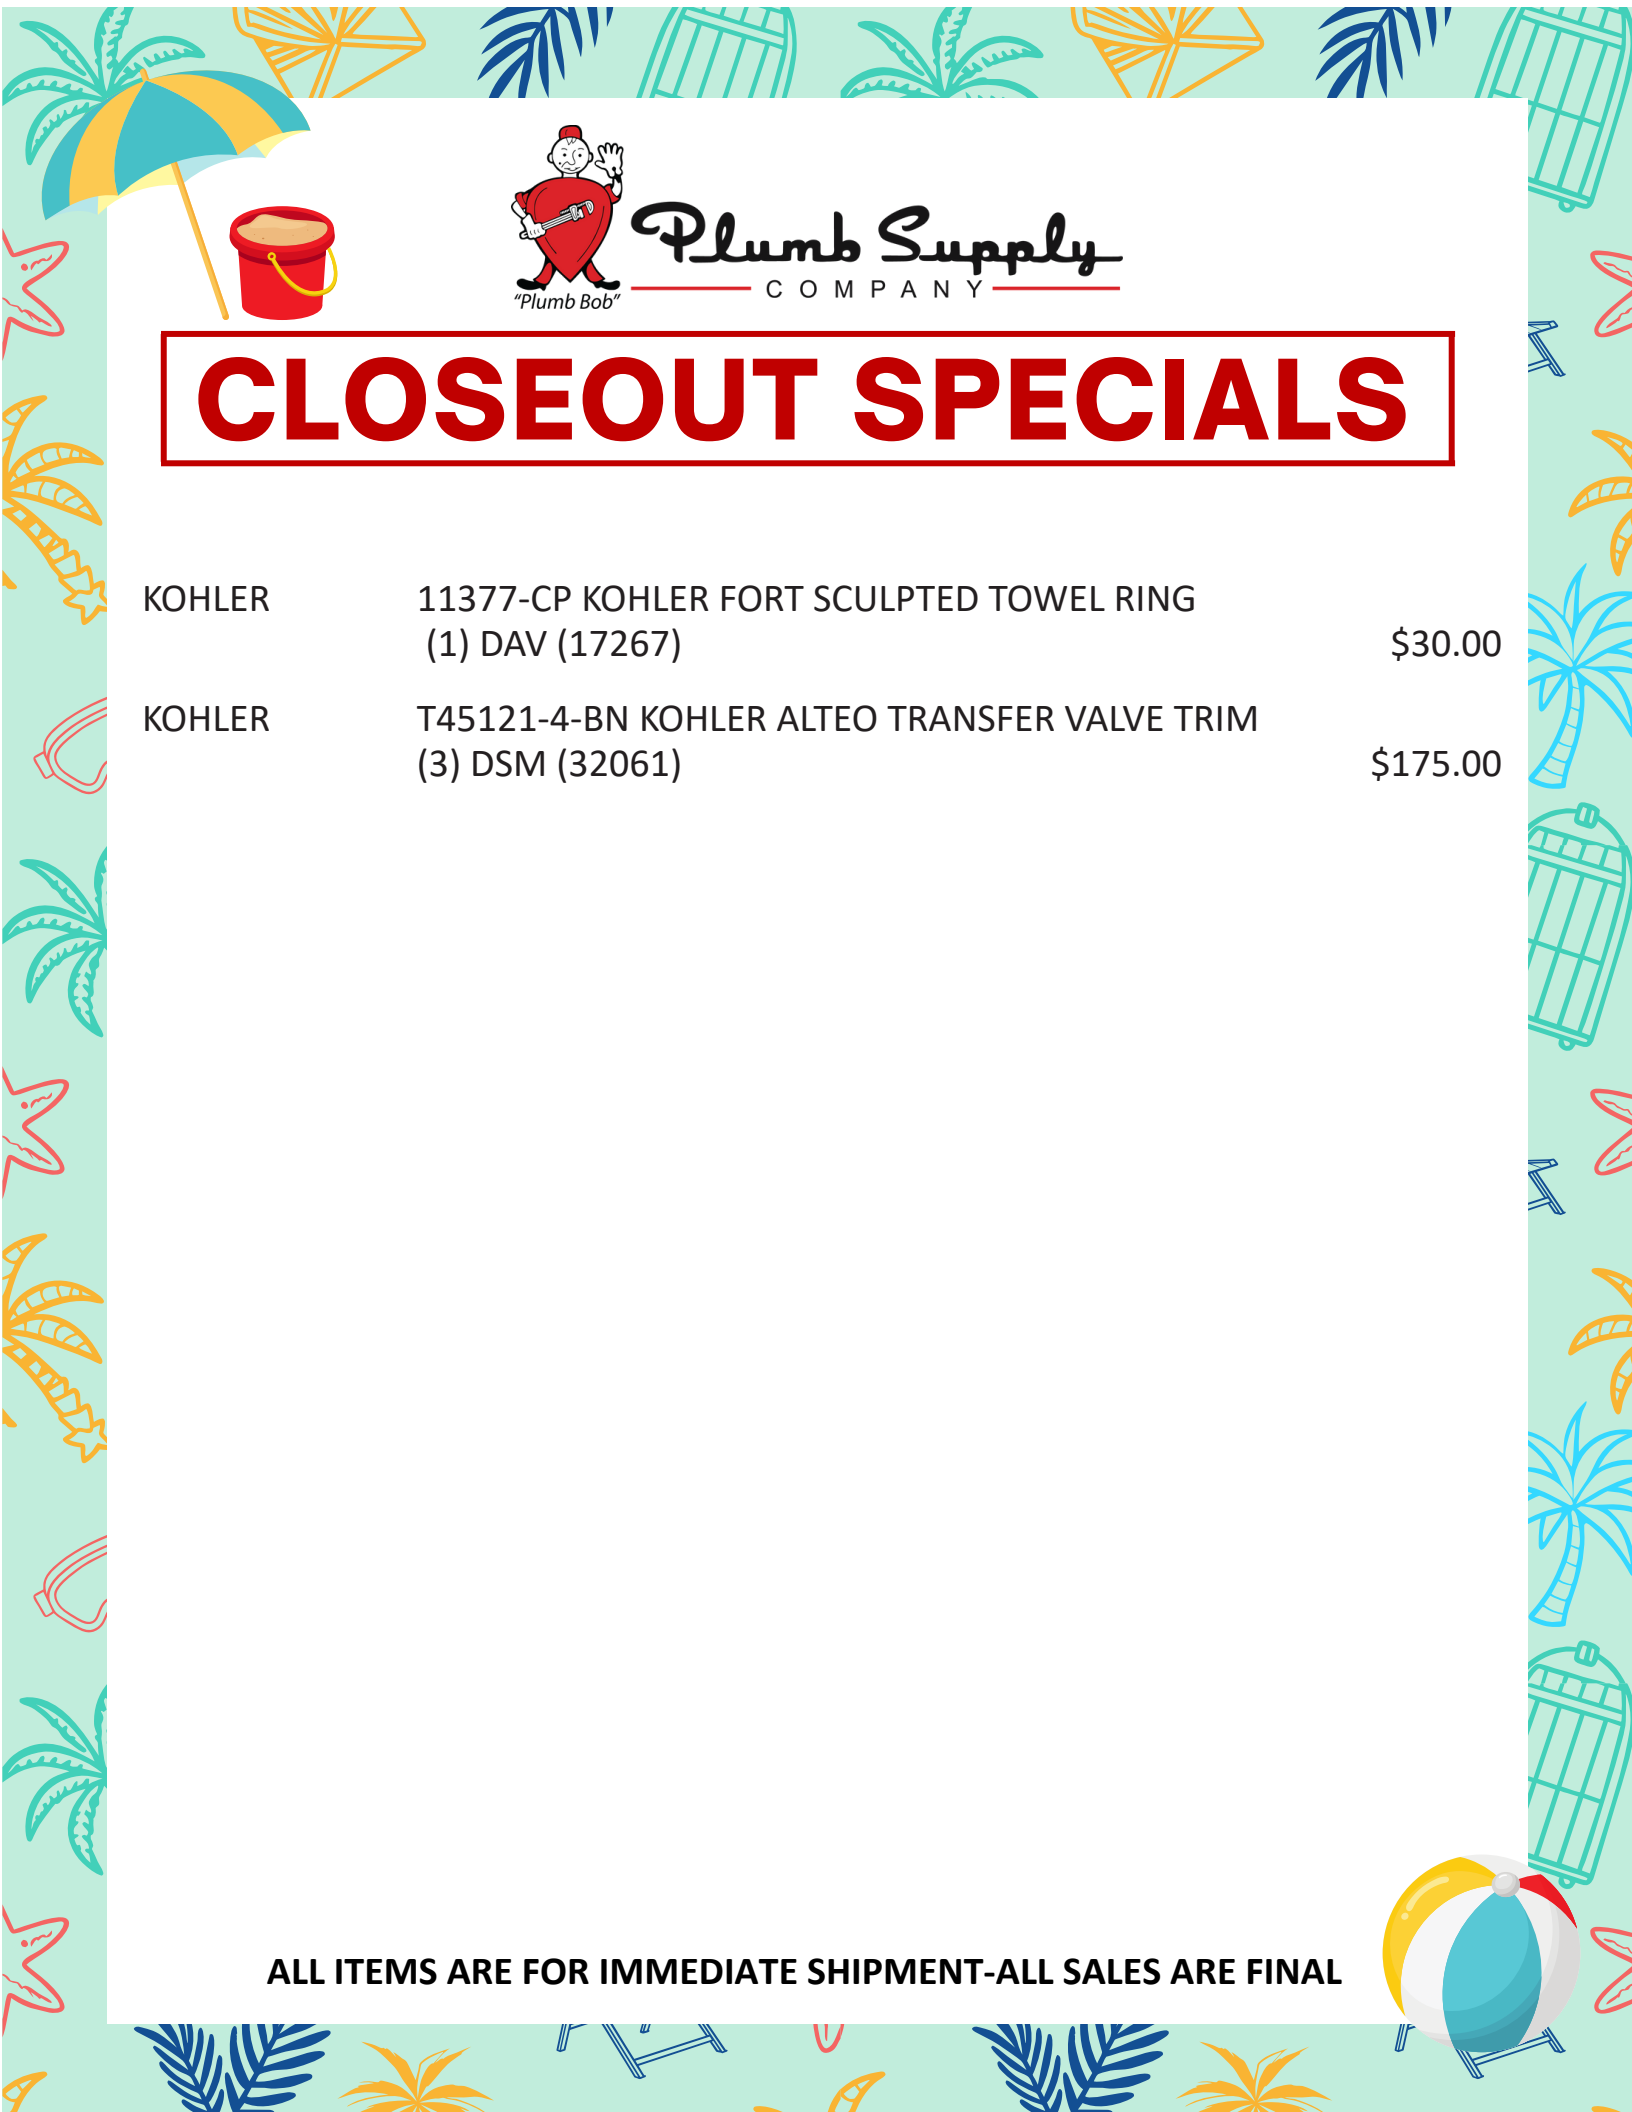 Plumb Supply
COMPANY
"Plumb Bob"
CLOSEOUT SPECIALS
KOHLER 11377-CP KOHLER FORT SCULPTED TOWEL RING
(1) DAV (17267) $30.00
KOHLER T45121-4-BN KOHLER ALTEO TRANSFER VALVE TRIM
(3) DSM (32061) $175.00
ALL ITEMS ARE FOR IMMEDIATE SHIPMENT-ALL SALES ARE FINAL